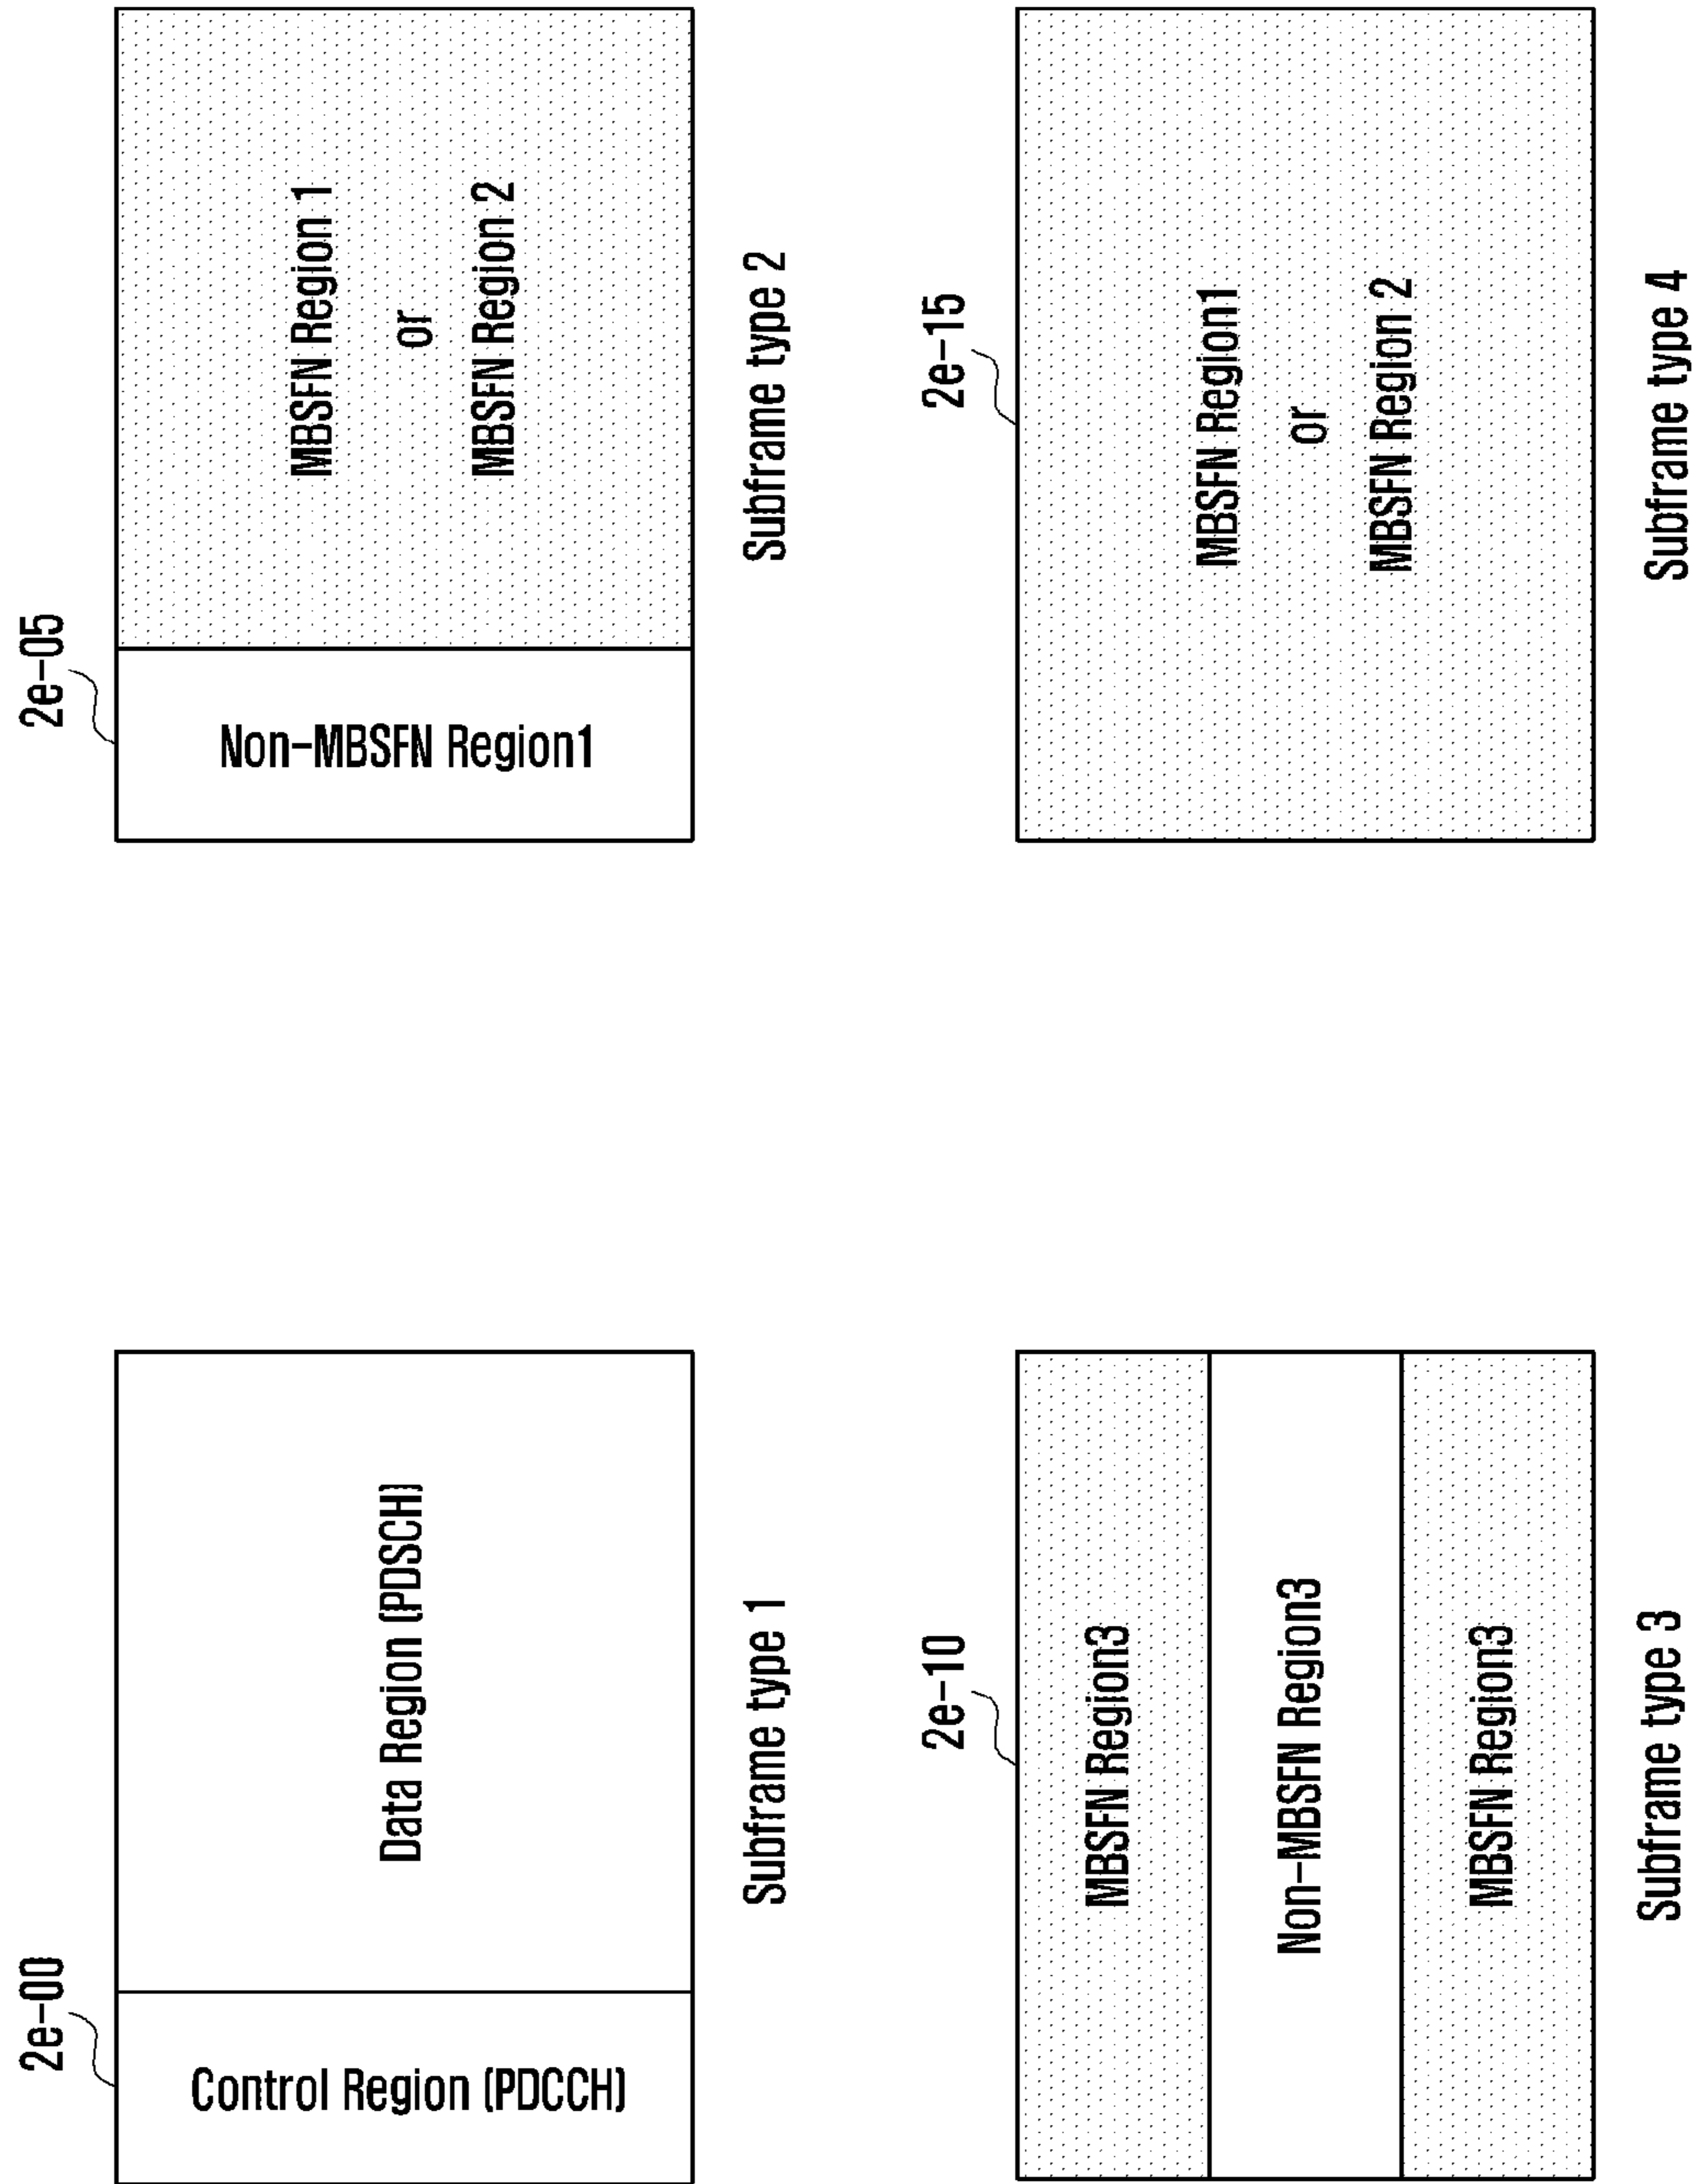 2e-00
Control Region (PDCCH)
Data Region (PDSCH)
Subframe type 1
2e-05
Non-MBSFN Region1
MBSFN Region 1
or
MBSFN Region 2
Subframe type 2
2e-10
MBSFN Region3
Non-MBSFN Region3
MBSFN Region3
Subframe type 3
2e-15
MBSFN Region1
or
MBSFN Region 2
Subframe type 4